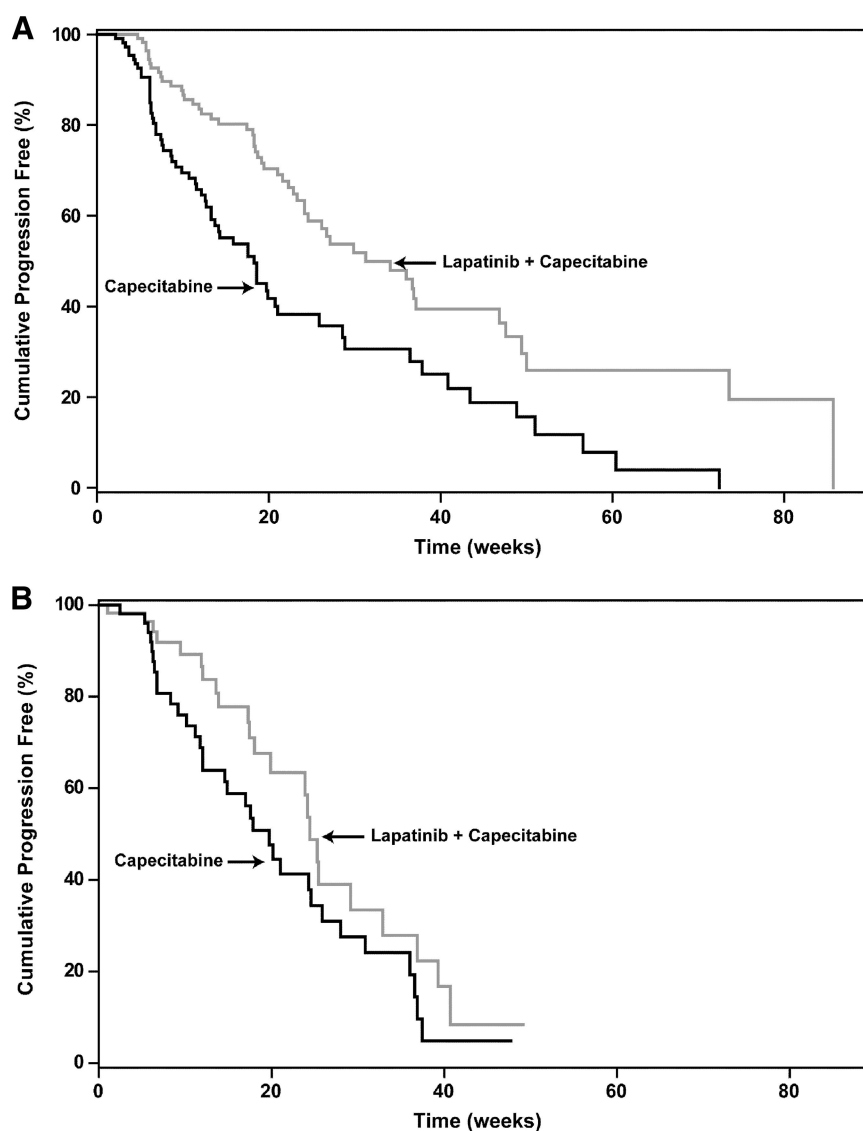 A
100
80
60
40
20
0
Cumulative Progression Free (%)
Lapatinib + Capecitabine
Capecitabine
0 20 40 60 80
Time (weeks)
B
100
80
60
40
20
0
Cumulative Progression Free (%)
Lapatinib + Capecitabine
Capecitabine
0 20 40 60 80
Time (weeks)